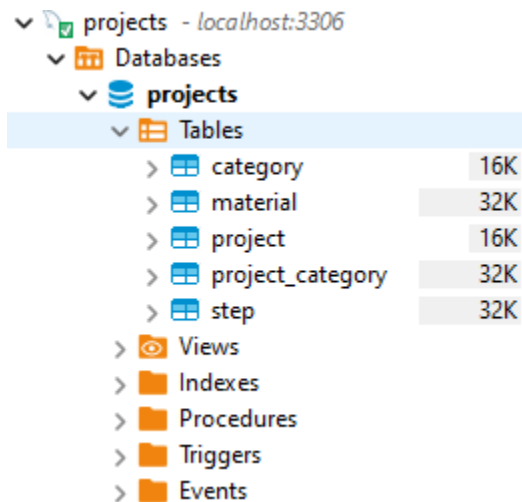 projects - localhost:3306
Databases
projects
Tables
category 16K
material 32K
project 16K
project_category 32K
step 32K
Views
Indexes
Procedures
Triggers
Events